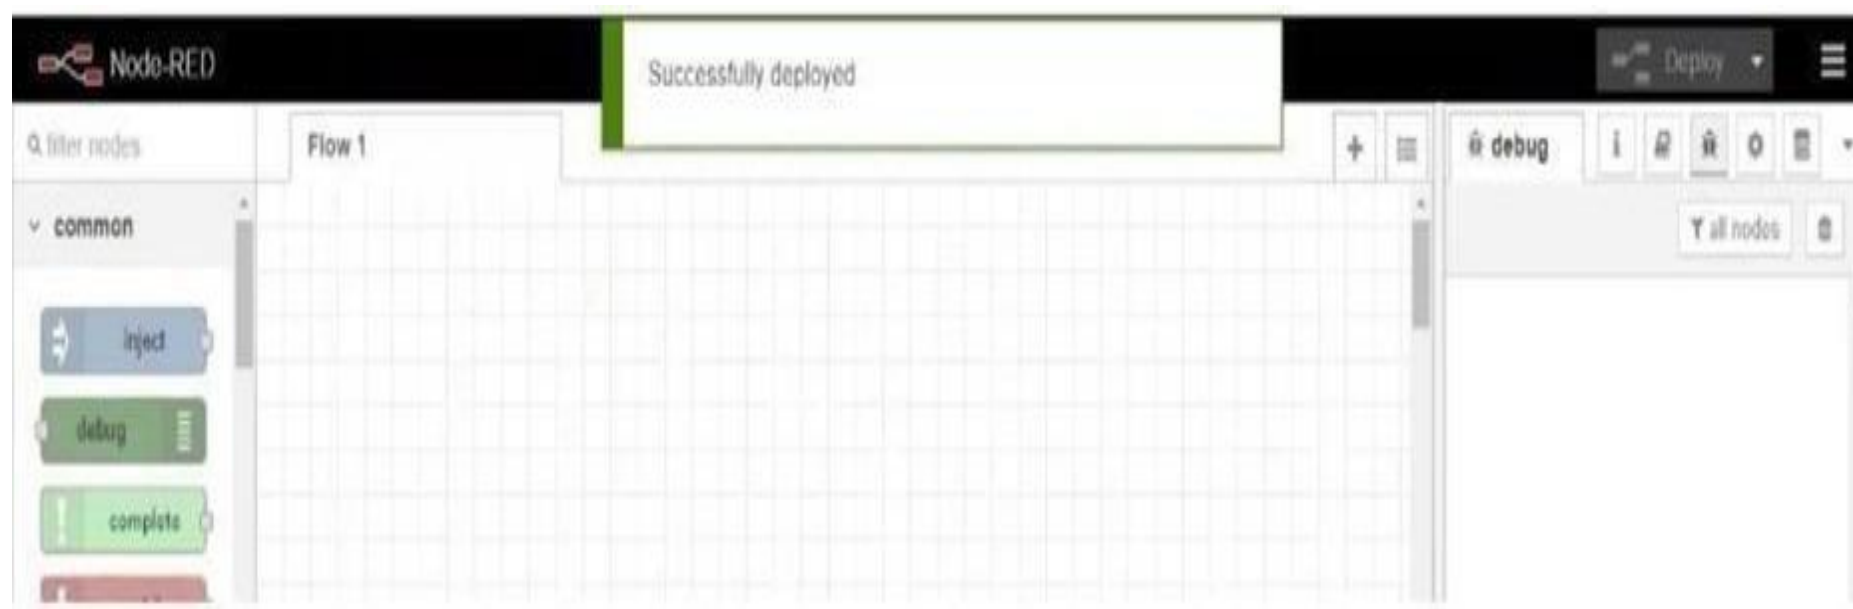 Node-RED
Successfully deployed
Deploy
filter nodes
Flow 1
debug
i
common
all nodes
inject
debug
complete